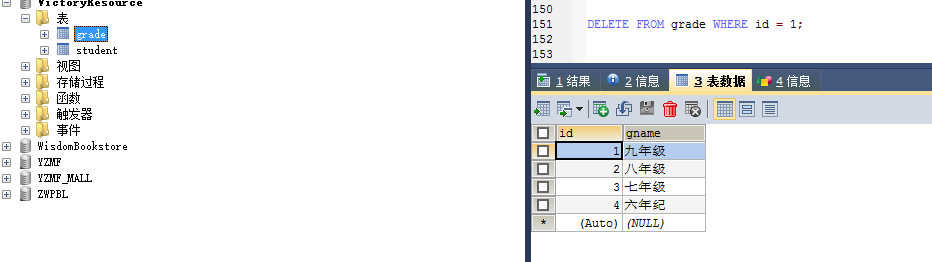 VictoryResource
表
grade
student
视图
存储过程
函数
触发器
事件
WisdomBookstore
YZMF
YZMF_MALL
ZWPBL
150
151 DELETE FROM grade WHERE id = 1;
152
153
1 结果 2 信息 3 表数据 4 信息
id gname
1 九年级
2 八年级
3 七年级
4 六年纪
* (Auto) (NULL)